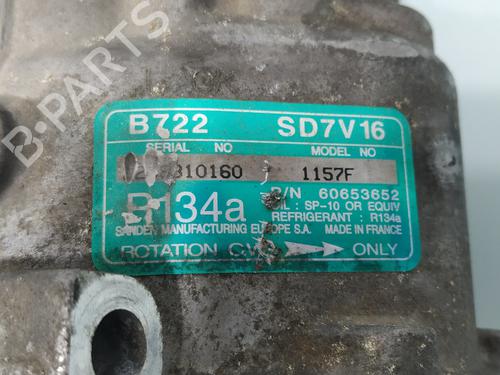 B722 SD7V16
SERIAL NO MODEL NO
310160 1157F
P/N 60653652
R134a OIL : SP-10 OR EQUIV
REFRIGERANT : R134a
SANDEN MANUFACTURING EUROPE S.A. MADE IN FRANCE
ROTATION CW ONLY
B-PARTS